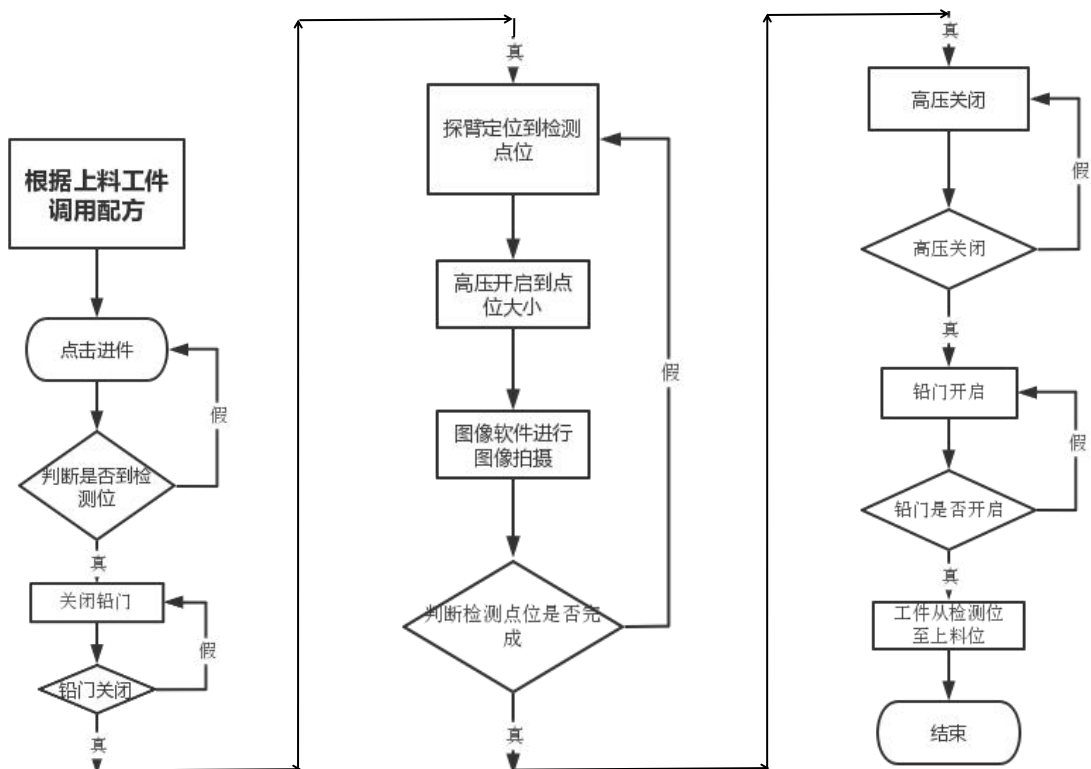 根据上料工件
调用配方
点击进件
假
判断是否到检
测位
真
关闭铅门
假
铅门关闭
真
真
探臂定位到检测
点位
高压开启到点
位大小
假
图像软件进行
图像拍摄
判断检测点位是否完
成
真
真
高压关闭
假
高压关闭
真
铅门开启
假
铅门是否开启
真
工件从检测位
至上料位
结束